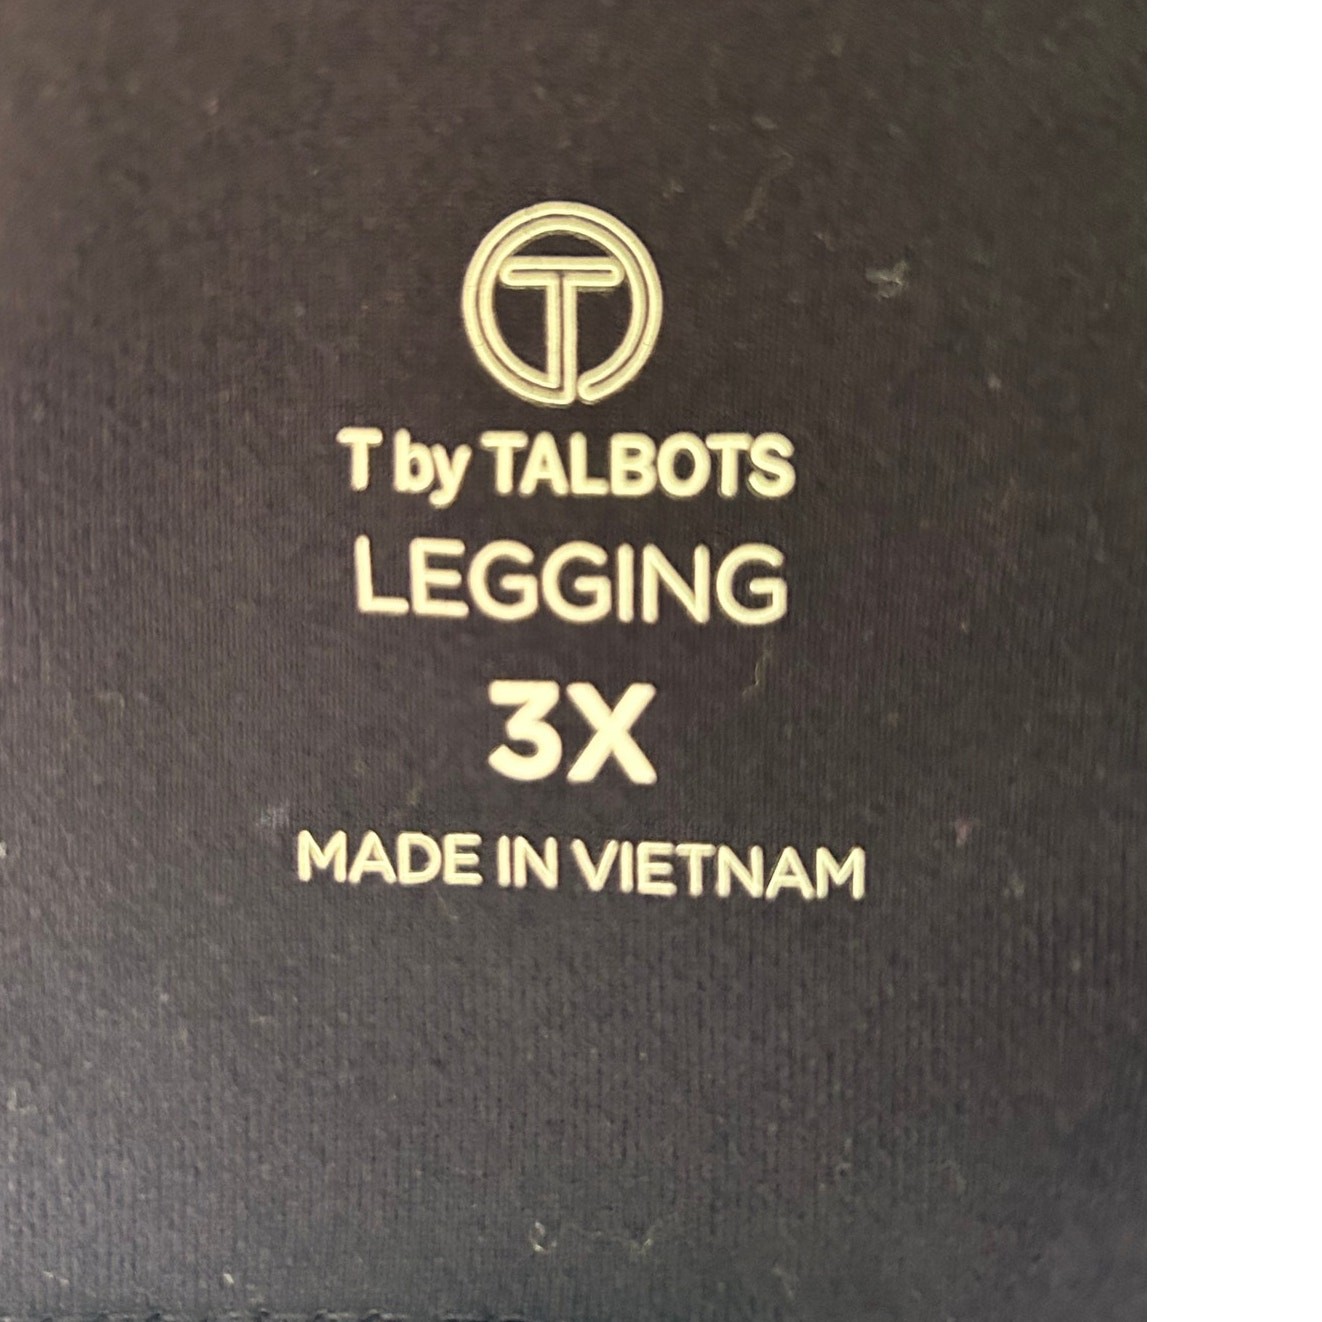 T by TALBOTS
LEGGING
3X
MADE IN VIETNAM